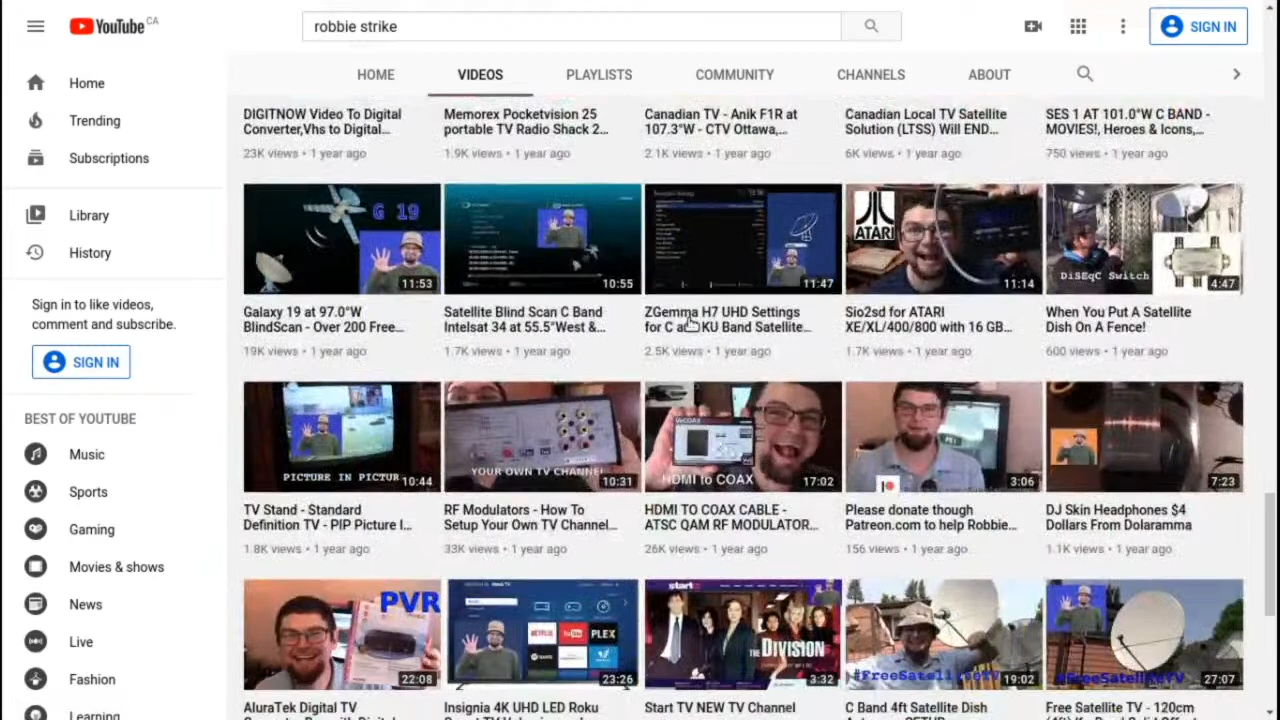 YouTube CA
robbie strike
SIGN IN
HOME
VIDEOS
PLAYLISTS
COMMUNITY
CHANNELS
ABOUT
Home
Trending
Subscriptions
Library
History
Sign in to like videos,
comment and subscribe.
SIGN IN
BEST OF YOUTUBE
Music
Sports
Gaming
Movies & shows
News
Live
Fashion
Learning
DIGITNOW Video To Digital
Converter,Vhs to Digital...
23K views • 1 year ago
Memorex Pocketvision 25
portable TV Radio Shack 2...
1.9K views • 1 year ago
Canadian TV - Anik F1R at
107.3°W - CTV Ottawa,...
2.1K views • 1 year ago
Canadian Local TV Satellite
Solution (LTSS) Will END...
6K views • 1 year ago
SES 1 AT 101.0°W C BAND -
MOVIES!, Heroes & Icons,...
750 views • 1 year ago
G 19
11:53
Galaxy 19 at 97.0°W
BlindScan - Over 200 Free...
19K views • 1 year ago
10:55
Satellite Blind Scan C Band
Intelsat 34 at 55.5°West &...
1.7K views • 1 year ago
11:47
ZGemma H7 UHD Settings
for C a KU Band Satellite...
2.5K views • 1 year ago
ATARI
11:14
Sio2sd for ATARI
XE/XL/400/800 with 16 GB...
1.7K views • 1 year ago
DiSEqC Switch
4:47
When You Put A Satellite
Dish On A Fence!
600 views • 1 year ago
PICTURE IN PICTUR
10:44
TV Stand - Standard
Definition TV - PIP Picture I...
1.8K views • 1 year ago
YOUR OWN TV CHANNEL
10:31
RF Modulators - How To
Setup Your Own TV Channel...
33K views • 1 year ago
HDMI to COAX
17:02
HDMI TO COAX CABLE -
ATSC QAM RF MODULATOR...
26K views • 1 year ago
3:06
Please donate though
Patreon.com to help Robbie...
156 views • 1 year ago
7:23
DJ Skin Headphones $4
Dollars From Dolaramma
1.1K views • 1 year ago
PVR
22:08
AluraTek Digital TV
NETFLIX
YouTube
PLEX
23:26
Insignia 4K UHD LED Roku
start
THE DIVISION
3:32
Start TV NEW TV Channel
#FreeSatelliteTV
19:02
C Band 4ft Satellite Dish
#FreeSatelliteTV
27:07
Free Satellite TV - 120cm